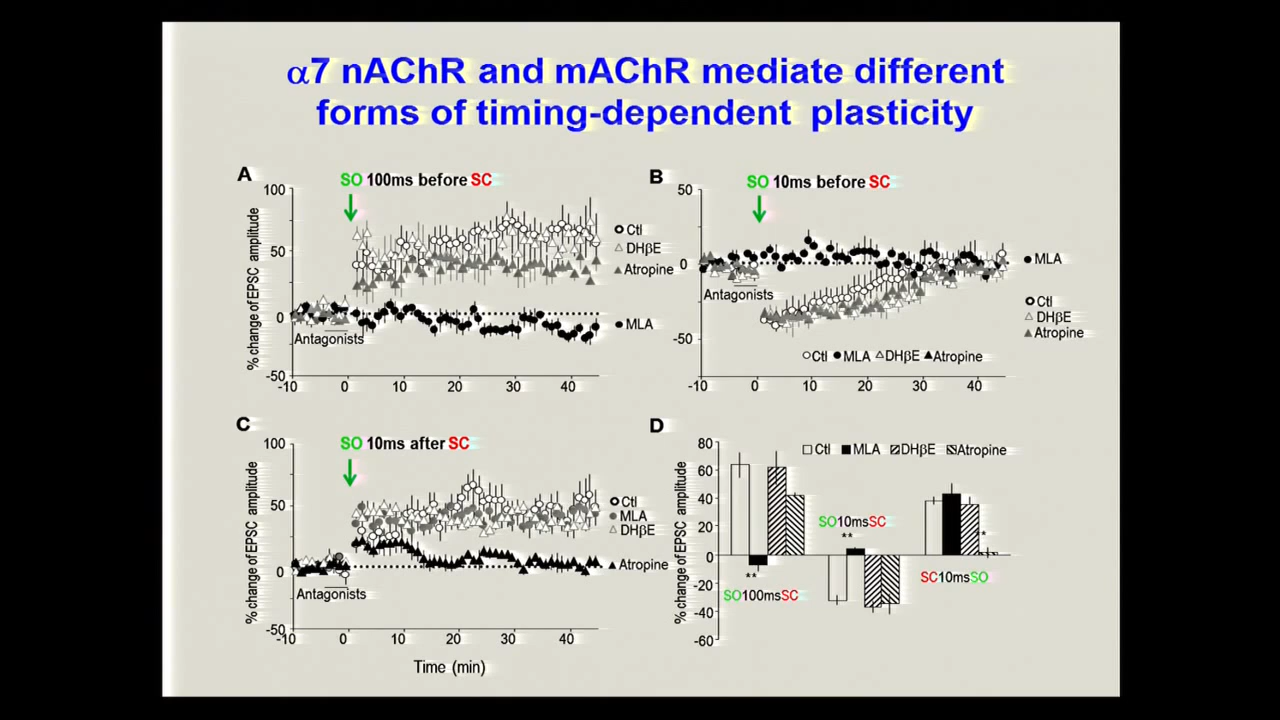 α7 nAChR and mAChR mediate different
forms of timing-dependent plasticity
A
SO 100ms before SC
% change of EPSC amplitude
100
50
0
-50
-10 0 10 20 30 40
Antagonists
Ctl
DHβE
Atropine
MLA
B
SO 10ms before SC
50
0
-50
-10 0 10 20 30 40
Antagonists
MLA
Ctl
DHβE
Atropine
Ctl MLA DHβE Atropine
C
SO 10ms after SC
% change of EPSC amplitude
100
50
0
-50
-10 0 10 20 30 40
Antagonists
Ctl
MLA
DHβE
Atropine
Time (min)
D
% change of EPSC amplitude
80
60
40
20
0
-20
-40
-60
Ctl MLA DHβE Atropine
SO10msSC
**
*
**
SO100msSC
SC10msSO